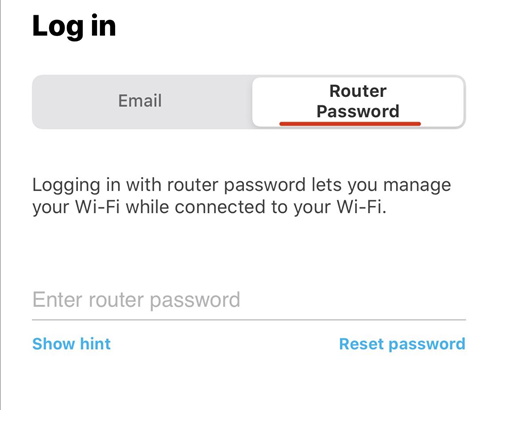 Log in
Email
Router
Password
Logging in with router password lets you manage
your Wi-Fi while connected to your Wi-Fi.
Enter router password
Show hint
Reset password